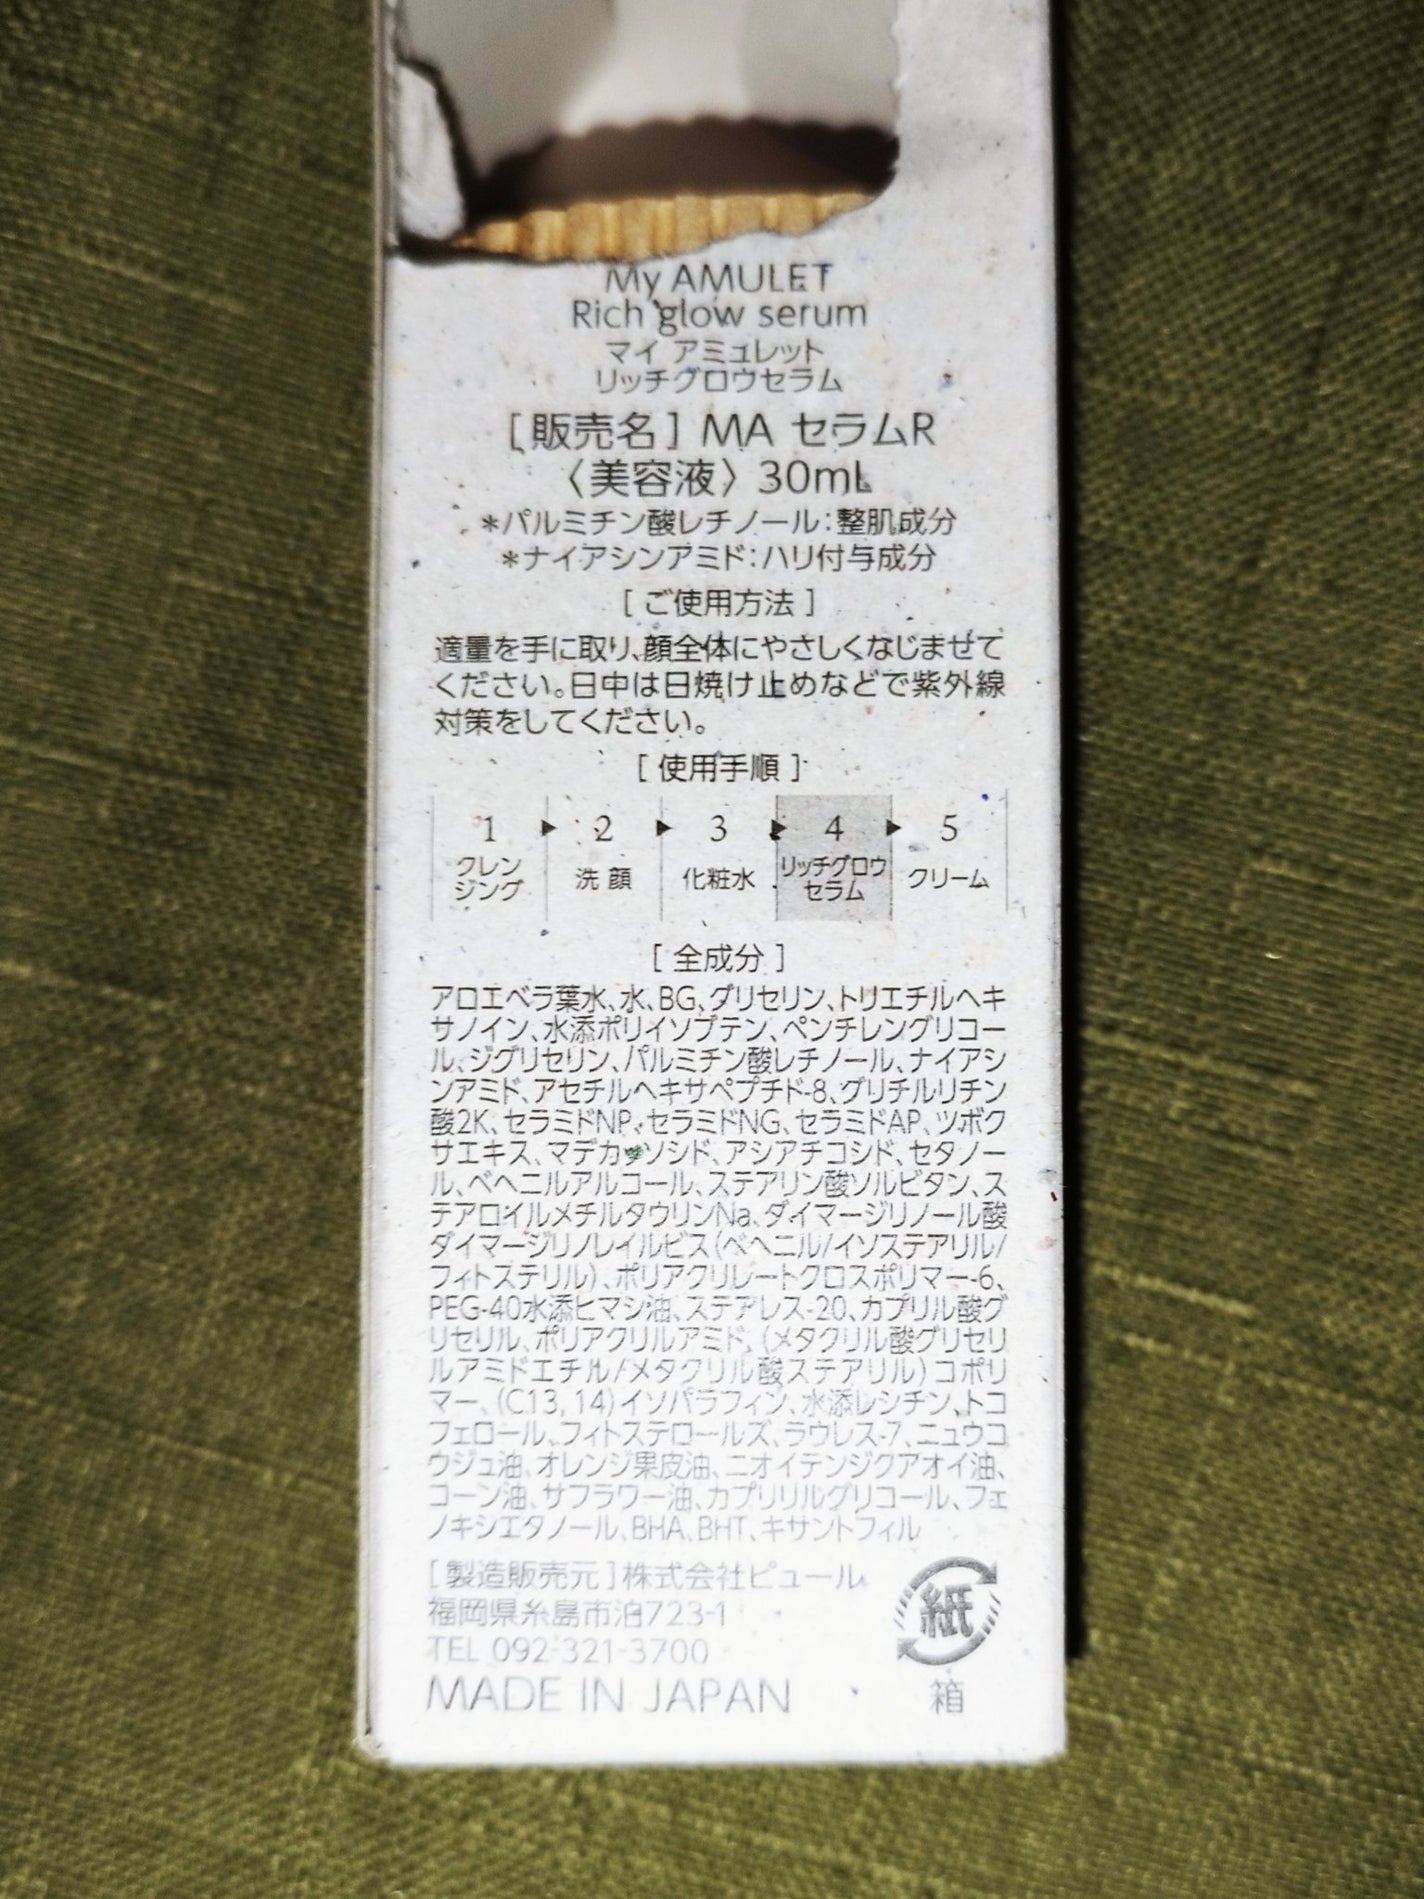 My AMULET
Rich glow serum
マイ アミュレット
リッチグロウセラム
[販売名] MA セラムR
〈美容液〉30mL
*パルミチン酸レチノール:整肌成分
*ナイアシンアミド:ハリ付与成分
[ご使用方法]
適量を手に取り、顔全体にやさしくなじませて
ください。日中は日焼け止めなどで紫外線
対策をしてください。
[使用手順]
1 ▶ 2 ▶ 3 ▶ 4 ▶ 5
クレンジング 洗顔 化粧水 リッチグロウセラム クリーム
[全成分]
アロエベラ葉水、水、BG、グリセリン、トリエチルヘキ
サノイン、水添ポリイソブテン、ペンチレングリコー
ル、ジグリセリン、パルミチン酸レチノール、ナイアシ
ンアミド、アセチルヘキサペプチド-8、グリチルリチン
酸2K、セラミドNP、セラミドNG、セラミドAP、ツボク
サエキス、マデカッソシド、アシアチコシド、セタノー
ル、ベヘニルアルコール、ステアリン酸ソルビタン、ス
テアロイルメチルタウリンNa、ダイマージリノール酸
ダイマージリノレイルビス(ベヘニル/イソステアリル/
フィトステリル)、ポリアクリレートクロスポリマー-6、
PEG-40水添ヒマシ油、ステアレス-20、カプリル酸グ
リセリル、ポリアクリルアミド、(メタクリル酸グリセリ
ルアミドエチル/メタクリル酸ステアリル)コポリ
マー、(C13, 14)イソパラフィン、水添レシチン、トコ
フェロール、フィトステロールズ、ラウレス-7、ニュウコ
ウジュ油、オレンジ果皮油、ニオイテンジクアオイ油、
コーン油、サフラワー油、カプリリルグリコール、フェ
ノキシエタノール、BHA、BHT、キサントフィル
[製造販売元]株式会社ピュール
福岡県糸島市泊723-1
TEL 092-321-3700
MADE IN JAPAN
紙
箱